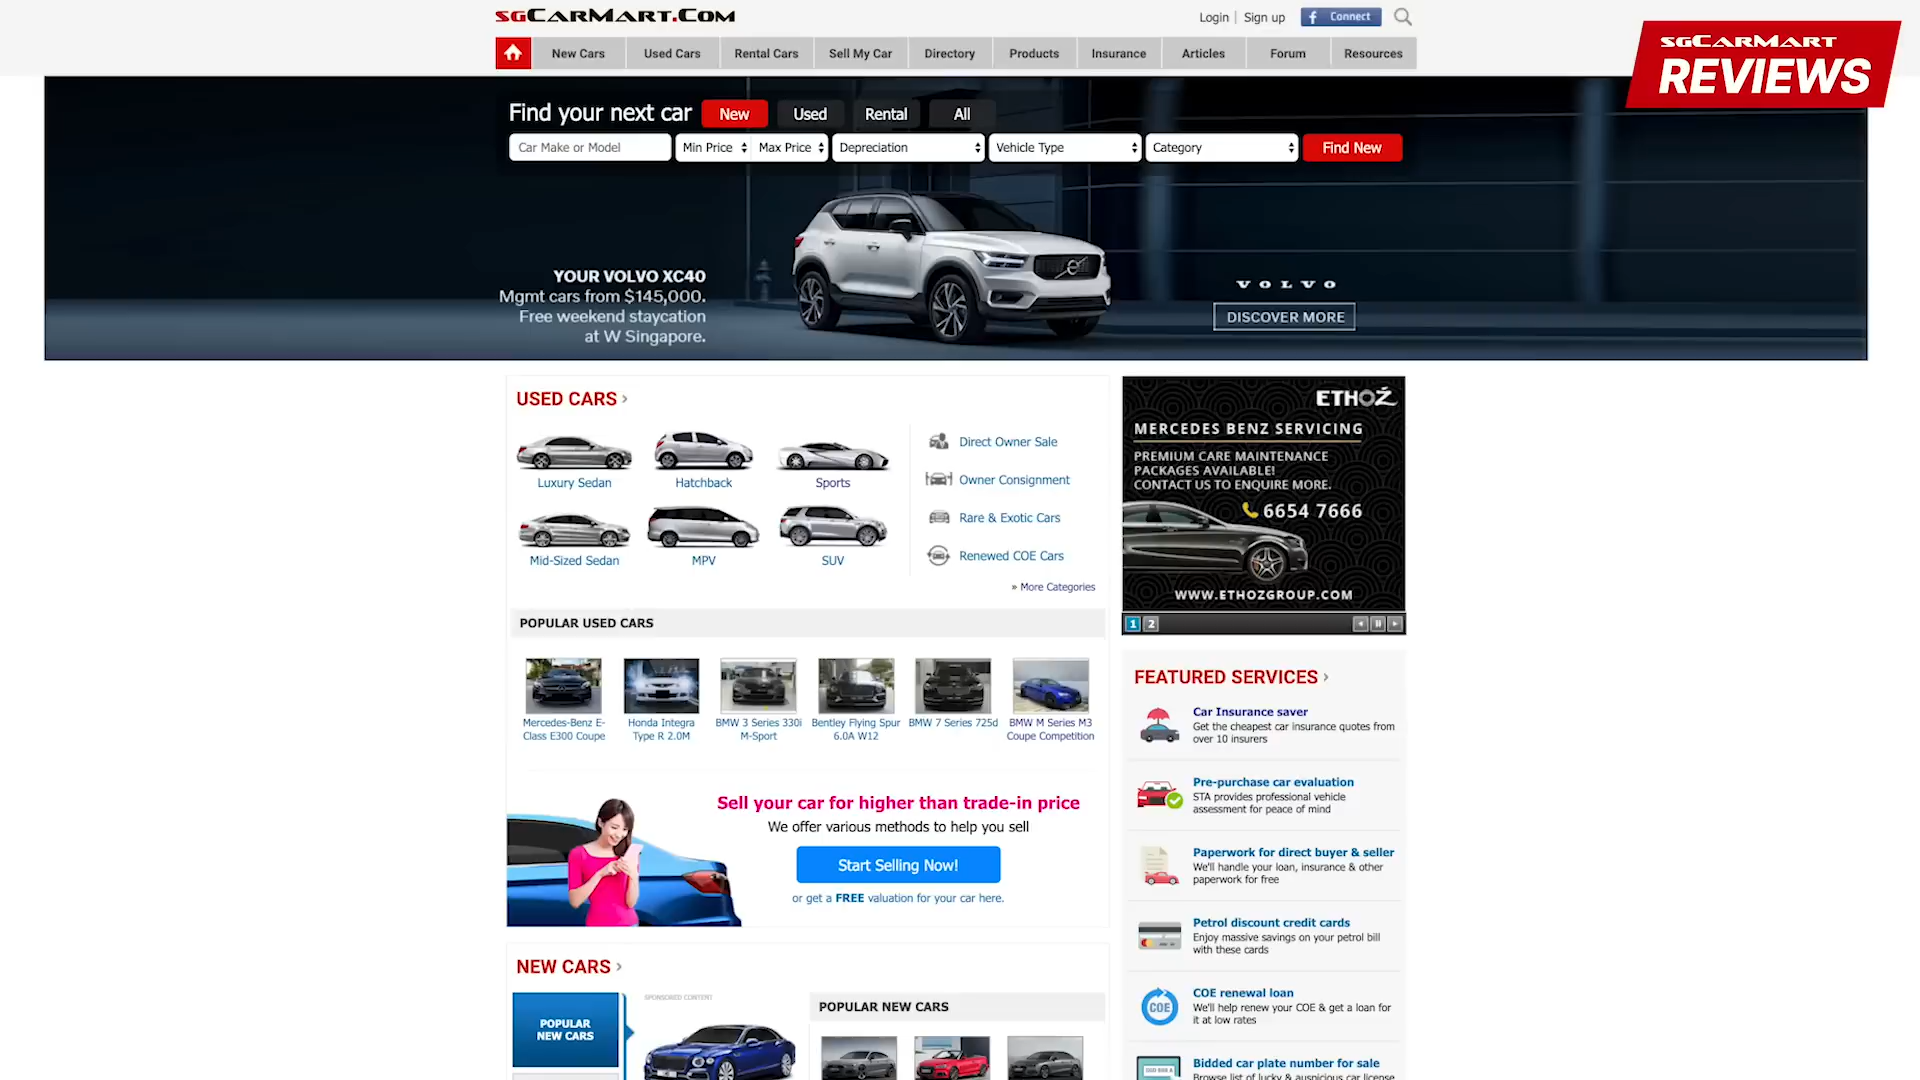 sgCarMart.Com
Login
Sign up
Connect
sgCarMart
REVIEWS
New Cars
Used Cars
Rental Cars
Sell My Car
Directory
Products
Insurance
Articles
Forum
Resources
Find your next car
New
Used
Rental
All
Car Make or Model
Min Price
Max Price
Depreciation
Vehicle Type
Category
Find New
YOUR VOLVO XC40
Mgmt cars from $145,000.
Free weekend staycation
at W Singapore.
VOLVO
DISCOVER MORE
USED CARS
Luxury Sedan
Hatchback
Sports
Mid-Sized Sedan
MPV
SUV
Direct Owner Sale
Owner Consignment
Rare & Exotic Cars
Renewed COE Cars
» More Categories
POPULAR USED CARS
Mercedes-Benz E-
Class E300 Coupe
Honda Integra
Type R 2.0M
BMW 3 Series 330i
M-Sport
Bentley Flying Spur
6.0A W12
BMW 7 Series 725d
BMW M Series M3
Coupe Competition
Sell your car for higher than trade-in price
We offer various methods to help you sell
Start Selling Now!
or get a FREE valuation for your car here.
NEW CARS
POPULAR
NEW CARS
SPONSORED CONTENT
POPULAR NEW CARS
ETHOZ
MERCEDES BENZ SERVICING
PREMIUM CARE MAINTENANCE
PACKAGES AVAILABLE!
CONTACT US TO ENQUIRE MORE.
6654 7666
WWW.ETHOZGROUP.COM
1
2
FEATURED SERVICES
Car Insurance saver
Get the cheapest car insurance quotes from
over 10 insurers
Pre-purchase car evaluation
STA provides professional vehicle
assessment for peace of mind
Paperwork for direct buyer & seller
We'll handle your loan, insurance & other
paperwork for free
Petrol discount credit cards
Enjoy massive savings on your petrol bill
with these cards
COE
COE renewal loan
We'll help renew your COE & get a loan for
it at low rates
Bidded car plate number for sale
Browse list of lucky & auspicious car license